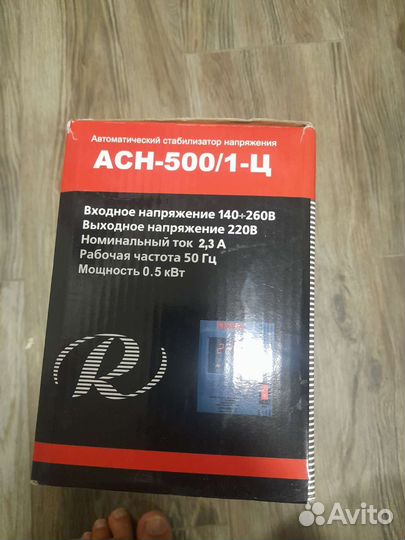 Автоматический стабилизатор напряжения
АСН-500/1-Ц
Входное напряжение 140÷260В
Выходное напряжение 220В
Номинальный ток 2,3 А
Рабочая частота 50 Гц
Мощность 0.5 кВт
R
Avito